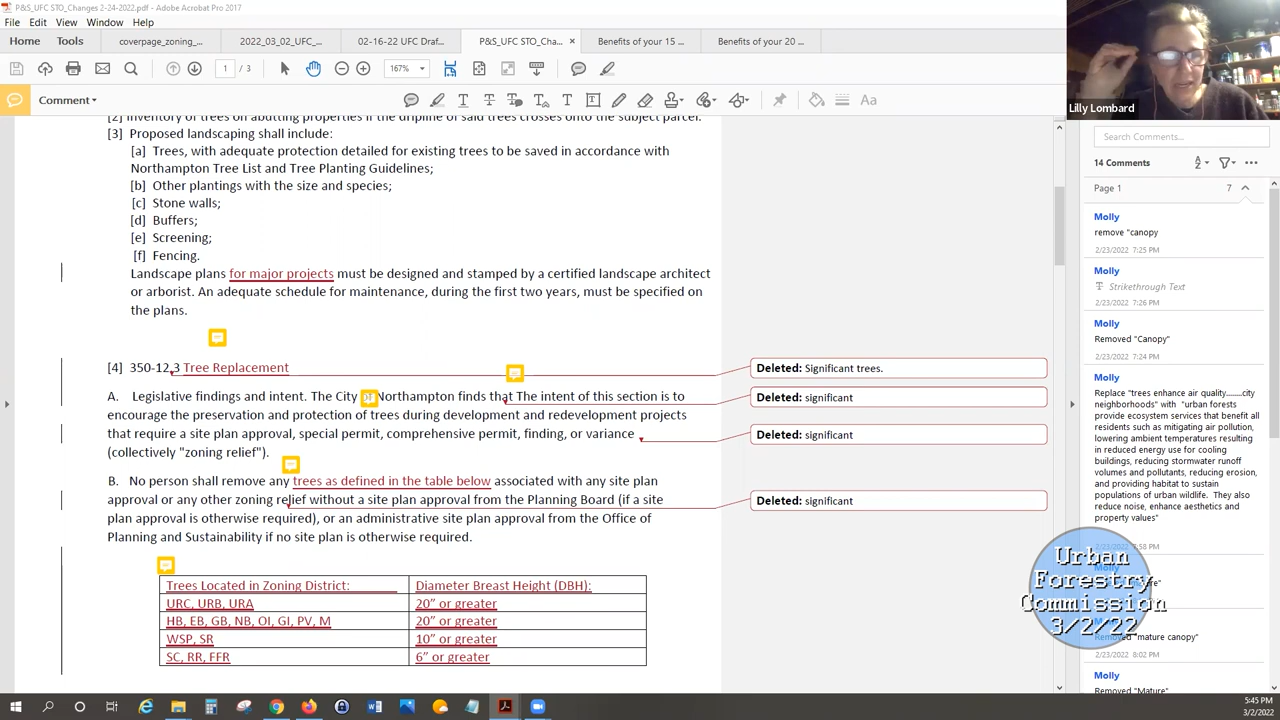 P&S_UFC STO_Changes 2-24-2022.pdf - Adobe Acrobat Pro 2017
File Edit View Window Help
Home Tools coverpage_zoning_... 2022_03_02_UFC_... 02-16-22 UFC Draf... P&S_UFC STO_Cha... × Benefits of your 15 ... Benefits of your 20 ...
1 / 3 167%
Comment
[2] Inventory of trees on abutting properties if the dripline of said trees crosses onto the subject parcel.
[3] Proposed landscaping shall include:
[a] Trees, with adequate protection detailed for existing trees to be saved in accordance with
Northampton Tree List and Tree Planting Guidelines;
[b] Other plantings with the size and species;
[c] Stone walls;
[d] Buffers;
[e] Screening;
[f] Fencing.
Landscape plans for major projects must be designed and stamped by a certified landscape architect
or arborist. An adequate schedule for maintenance, during the first two years, must be specified on
the plans.
[4] 350-12.3 Tree Replacement
A. Legislative findings and intent. The City of Northampton finds that The intent of this section is to
encourage the preservation and protection of trees during development and redevelopment projects
that require a site plan approval, special permit, comprehensive permit, finding, or variance
(collectively "zoning relief").
B. No person shall remove any trees as defined in the table below associated with any site plan
approval or any other zoning relief without a site plan approval from the Planning Board (if a site
plan approval is otherwise required), or an administrative site plan approval from the Office of
Planning and Sustainability if no site plan is otherwise required.
Trees Located in Zoning District: Diameter Breast Height (DBH):
URC, URB, URA 20” or greater
HB, EB, GB, NB, OI, GI, PV, M 20” or greater
WSP, SR 10” or greater
SC, RR, FFR 6” or greater
Deleted: Significant trees.
Deleted: significant
Deleted: significant
Deleted: significant
Lilly Lombard
Search Comments...
14 Comments
Page 1 7
Molly
remove "canopy
2/23/2022 7:25 PM
Molly
Strikethrough Text
2/23/2022 7:26 PM
Molly
Removed "Canopy"
2/23/2022 7:24 PM
Molly
Replace "trees enhance air quality.......city
neighborhoods" with "urban forests
provide ecosystem services that benefit all
residents such as mitigating air pollution,
lowering ambient temperatures resulting
in reduced energy use for cooling
buildings, reducing stormwater runoff
volumes and pollutants, reducing erosion,
and providing habitat to sustain
populations of urban wildlife. They also
reduce noise, enhance aesthetics and
property values"
7:58 PM
Removed "mature canopy"
2/23/2022 8:02 PM
Molly
Removed "Mature"
Urban
Forestry
Commission
3/2/22
5:45 PM
3/2/2022